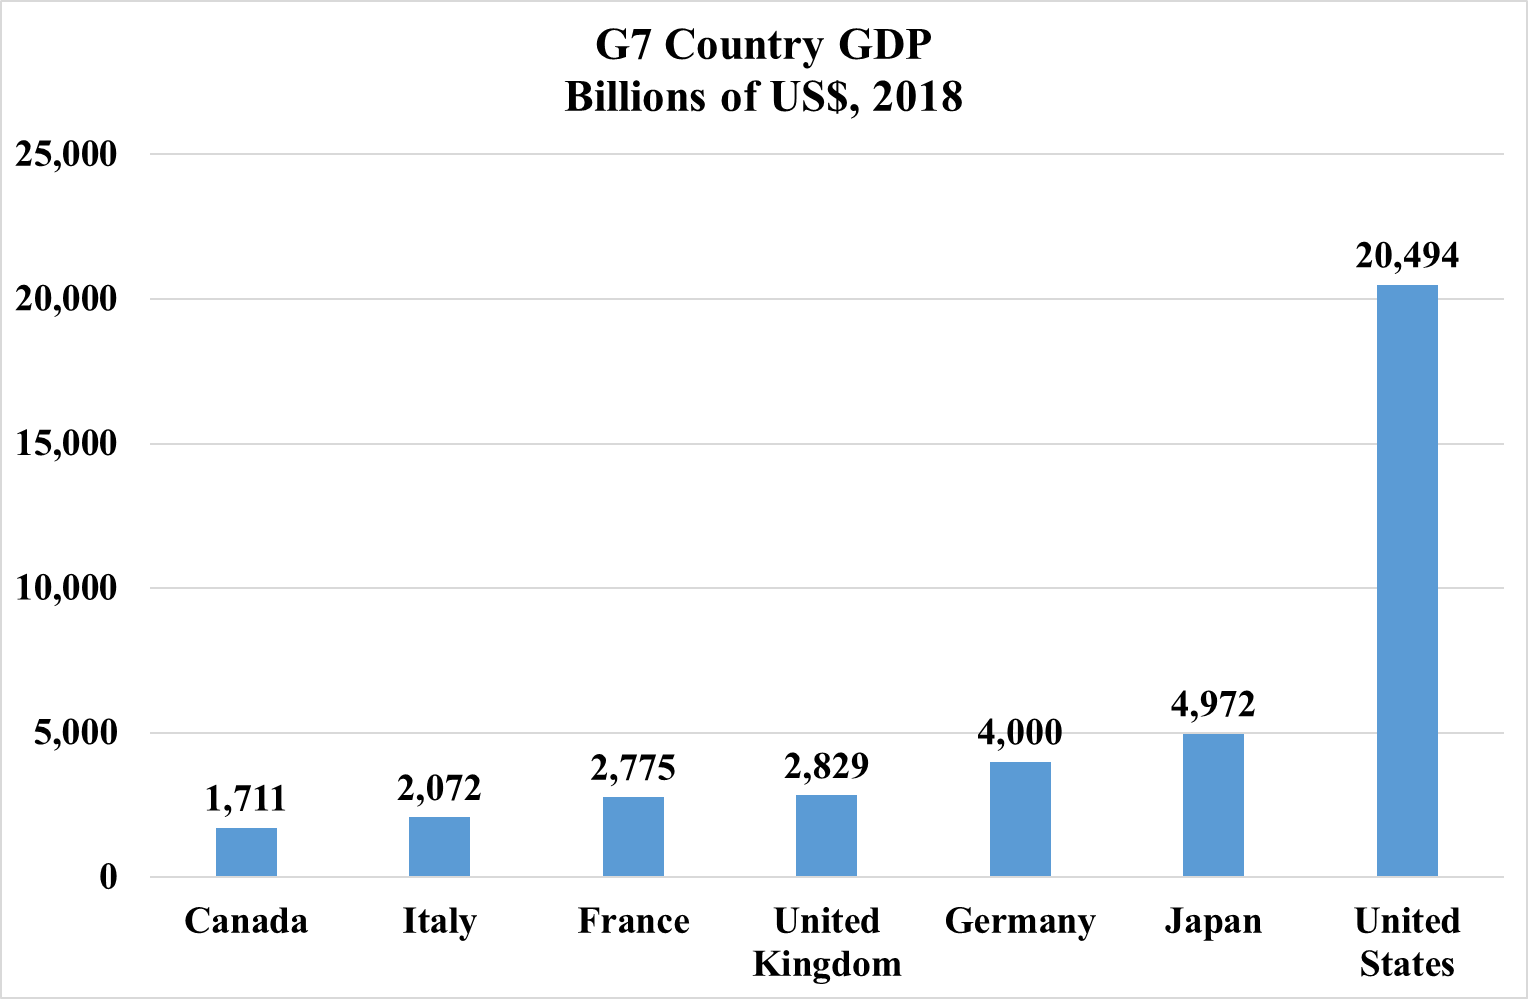 G7 Country GDP
Billions of US$, 2018
25,000
20,000
15,000
10,000
5,000
0
1,711
2,072
2,775
2,829
4,000
4,972
20,494
Canada
Italy
France
United
Kingdom
Germany
Japan
United
States